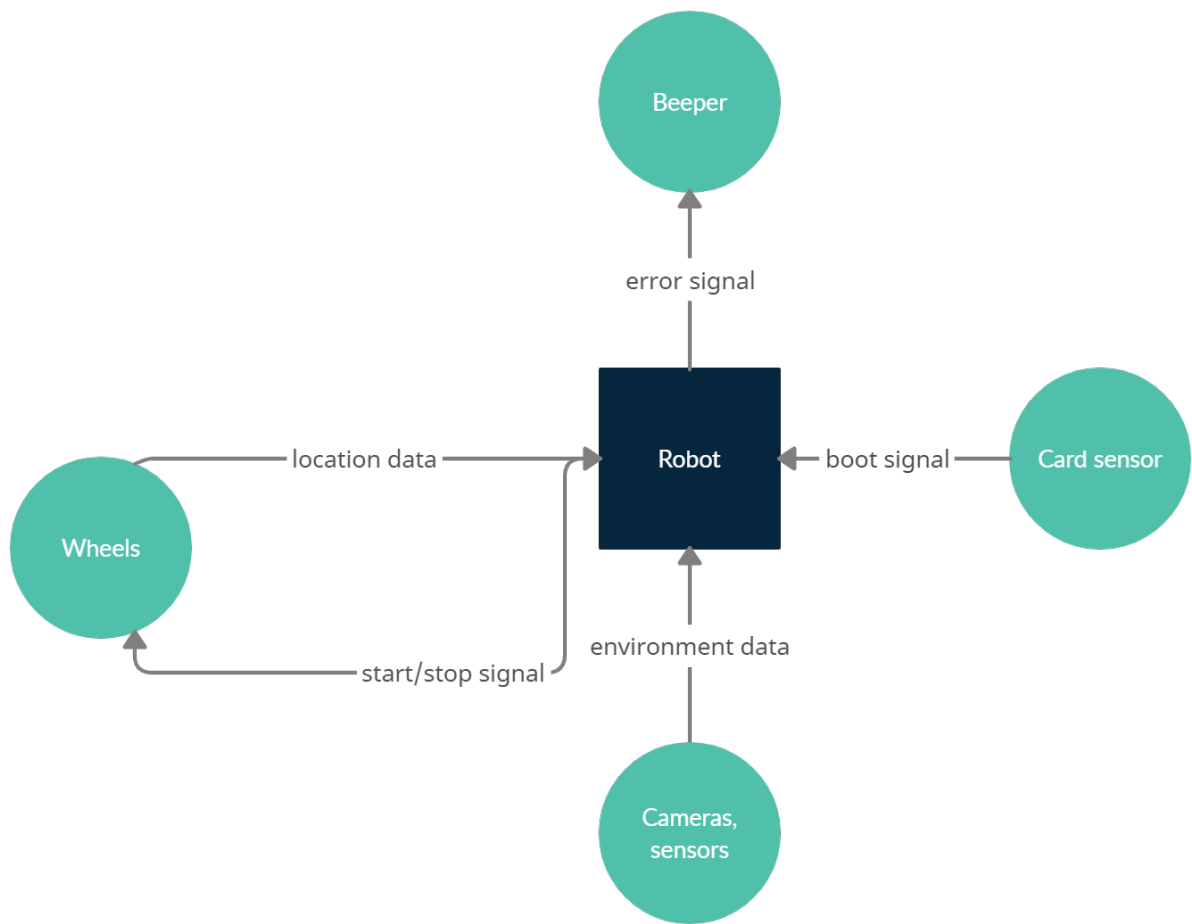 Beeper
error signal
location data
Robot
boot signal
Card sensor
Wheels
environment data
start/stop signal
Cameras,
sensors